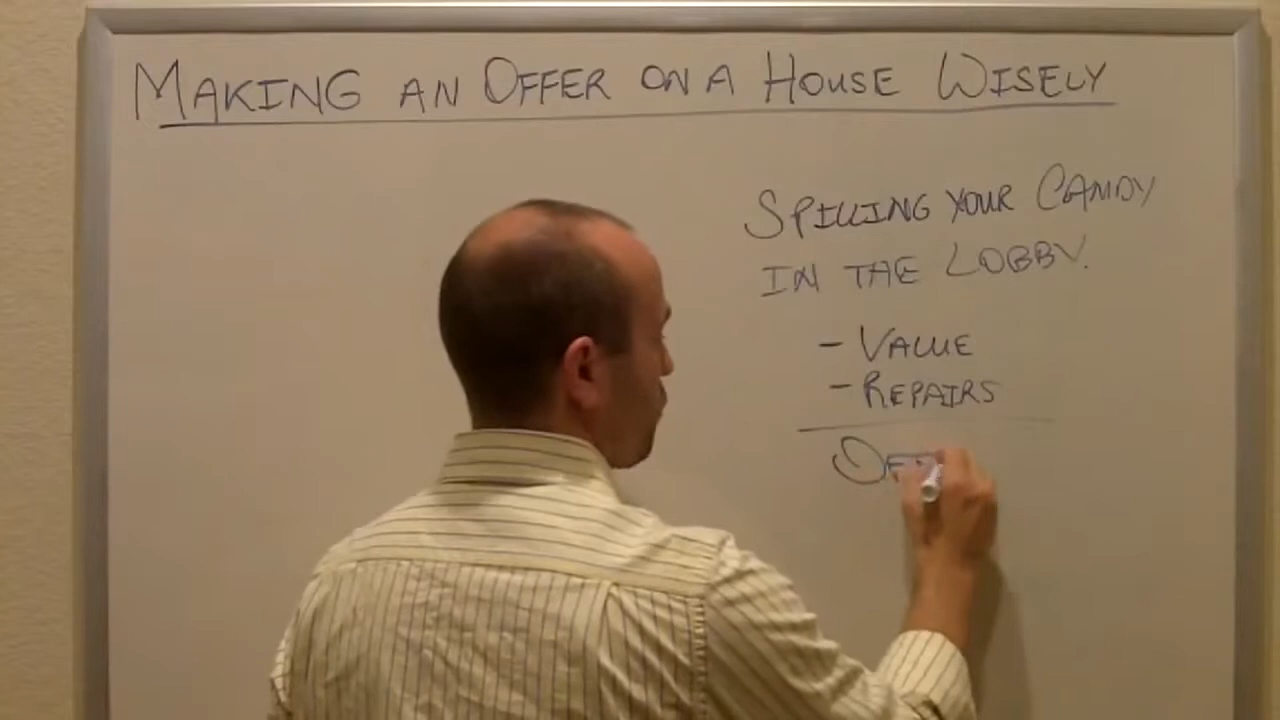 MAKING AN OFFER ON A HOUSE WISELY
SPILLING YOUR CANDY
IN THE LOBBY.
- VALUE
- REPAIRS